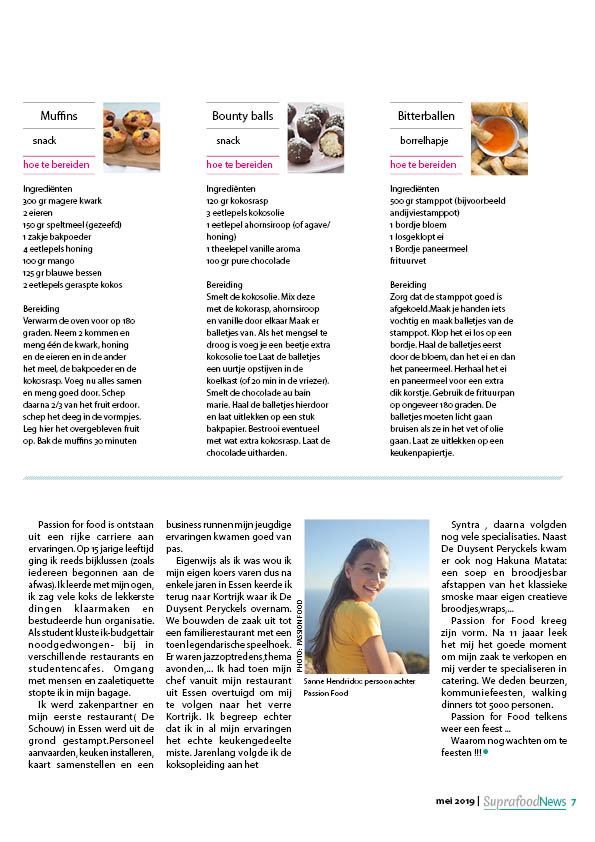 Muffins
snack
hoe te bereiden
Ingrediënten
300 gr magere kwark
2 eieren
150 gr speltmeel (gezeefd)
1 zakje bakpoeder
4 eetlepels honing
100 gr mango
125 gr blauwe bessen
2 eetlepels geraspte kokos
Bereiding
Verwarm de oven voor op 180
graden. Neem 2 kommen en
meng één de kwark, honing
en de eieren en in de ander
het meel, de bakpoeder en de
kokosrasp. Voeg nu alles samen
en meng goed door. Schep
daarna 2/3 van het fruit erdoor.
schep het deeg in de vormpjes.
Leg hier het overgebleven fruit
op. Bak de muffins 30 minuten
Bounty balls
snack
hoe te bereiden
Ingrediënten
120 gr kokosrasp
3 eetlepels kokosolie
1 eetlepel ahornsiroop (of agave/
honing)
1 theelepel vanille aroma
100 gr pure chocolade
Bereiding
Smelt de kokosolie. Mix deze
met de kokorasp, ahornsiroop
en vanille door elkaar Maak er
balletjes van. Als het mengsel te
droog is voeg je een beetje extra
kokosolie toe Laat de balletjes
een uurtje opstijven in de
koelkast (of 20 min in de vriezer).
Smelt de chocolade au bain
marie. Haal de balletjes hierdoor
en laat uitlekken op een stuk
bakpapier. Bestrooi eventueel
met wat extra kokosrasp. Laat de
chocolade uitharden.
Bitterballen
borrelhapje
hoe te bereiden
Ingrediënten
500 gr stamppot (bijvoorbeeld
andijviestamppot)
1 bordje bloem
1 losgeklopt ei
1 Bordje paneermeel
frituurvet
Bereiding
Zorg dat de stamppot goed is
afgekoeld.Maak je handen iets
vochtig en maak balletjes van de
stamppot. Klop het ei los op een
bordje. Haal de balletjes eerst
door de bloem, dan het ei en dan
het paneermeel. Herhaal het ei
en paneermeel voor een extra
dik korstje. Gebruik de frituurpan
op ongeveer 180 graden. De
balletjes moeten licht gaan
bruisen als ze in het vet of olie
gaan. Laat ze uitlekken op een
keukenpapiertje.
Passion for food is ontstaan
uit een rijke carriere aan
ervaringen. Op 15 jarige leeftijd
ging ik reeds bijklussen (zoals
iedereen begonnen aan de
afwas). Ik leerde met mijn ogen,
ik zag vele koks de lekkerste
dingen klaarmaken en
bestudeerde hun organisatie.
Als student kluste ik-budgettair
noodgedwongen- bij in
verschillende restaurants en
studentencafes. Omgang
met mensen en zaaletiquette
stopte ik in mijn bagage.
Ik werd zakenpartner en
mijn eerste restaurant( De
Schouw) in Essen werd uit de
grond gestampt.Personeel
aanvaarden, keuken installeren,
kaart samenstellen en een
business runnen mijn jeugdige
ervaringen kwamen goed van
pas.
Eigenwijs als ik was wou ik
mijn eigen koers varen dus na
enkele jaren in Essen keerde ik
terug naar Kortrijk waar ik De
Duysent Peryckels overnam.
We bouwden de zaak uit tot
een familierestaurant met een
toen legendarische speelhoek.
Er waren jazzoptredens,thema
avonden,... Ik had toen mijn
chef vanuit mijn restaurant
uit Essen overtuigd om mij
te volgen naar het verre
Kortrijk. Ik begreep echter
dat ik in al mijn ervaringen
het echte keukengedeelte
miste. Jarenlang volgde ik de
koksopleiding aan het
PHOTO: PASSION FOOD
Sanne Hendrickx: persoon achter
Passion Food
Syntra , daarna volgden
nog vele specialisaties. Naast
De Duysent Peryckels kwam
er ook nog Hakuna Matata:
een soep en broodjesbar
afstappen van het klassieke
smoske maar eigen creatieve
broodjes,wraps,...
Passion for Food kreeg
zijn vorm. Na 11 jaaar leek
het mij het goede moment
om mijn zaak te verkopen en
mij verder te specialiseren in
catering. We deden beurzen,
kommuniefeesten, walking
dinners tot 5000 personen.
Passion for Food telkens
weer een feest ...
Waarom nog wachten om te
feesten !!!
mei 2019 | SuprafoodNews 7